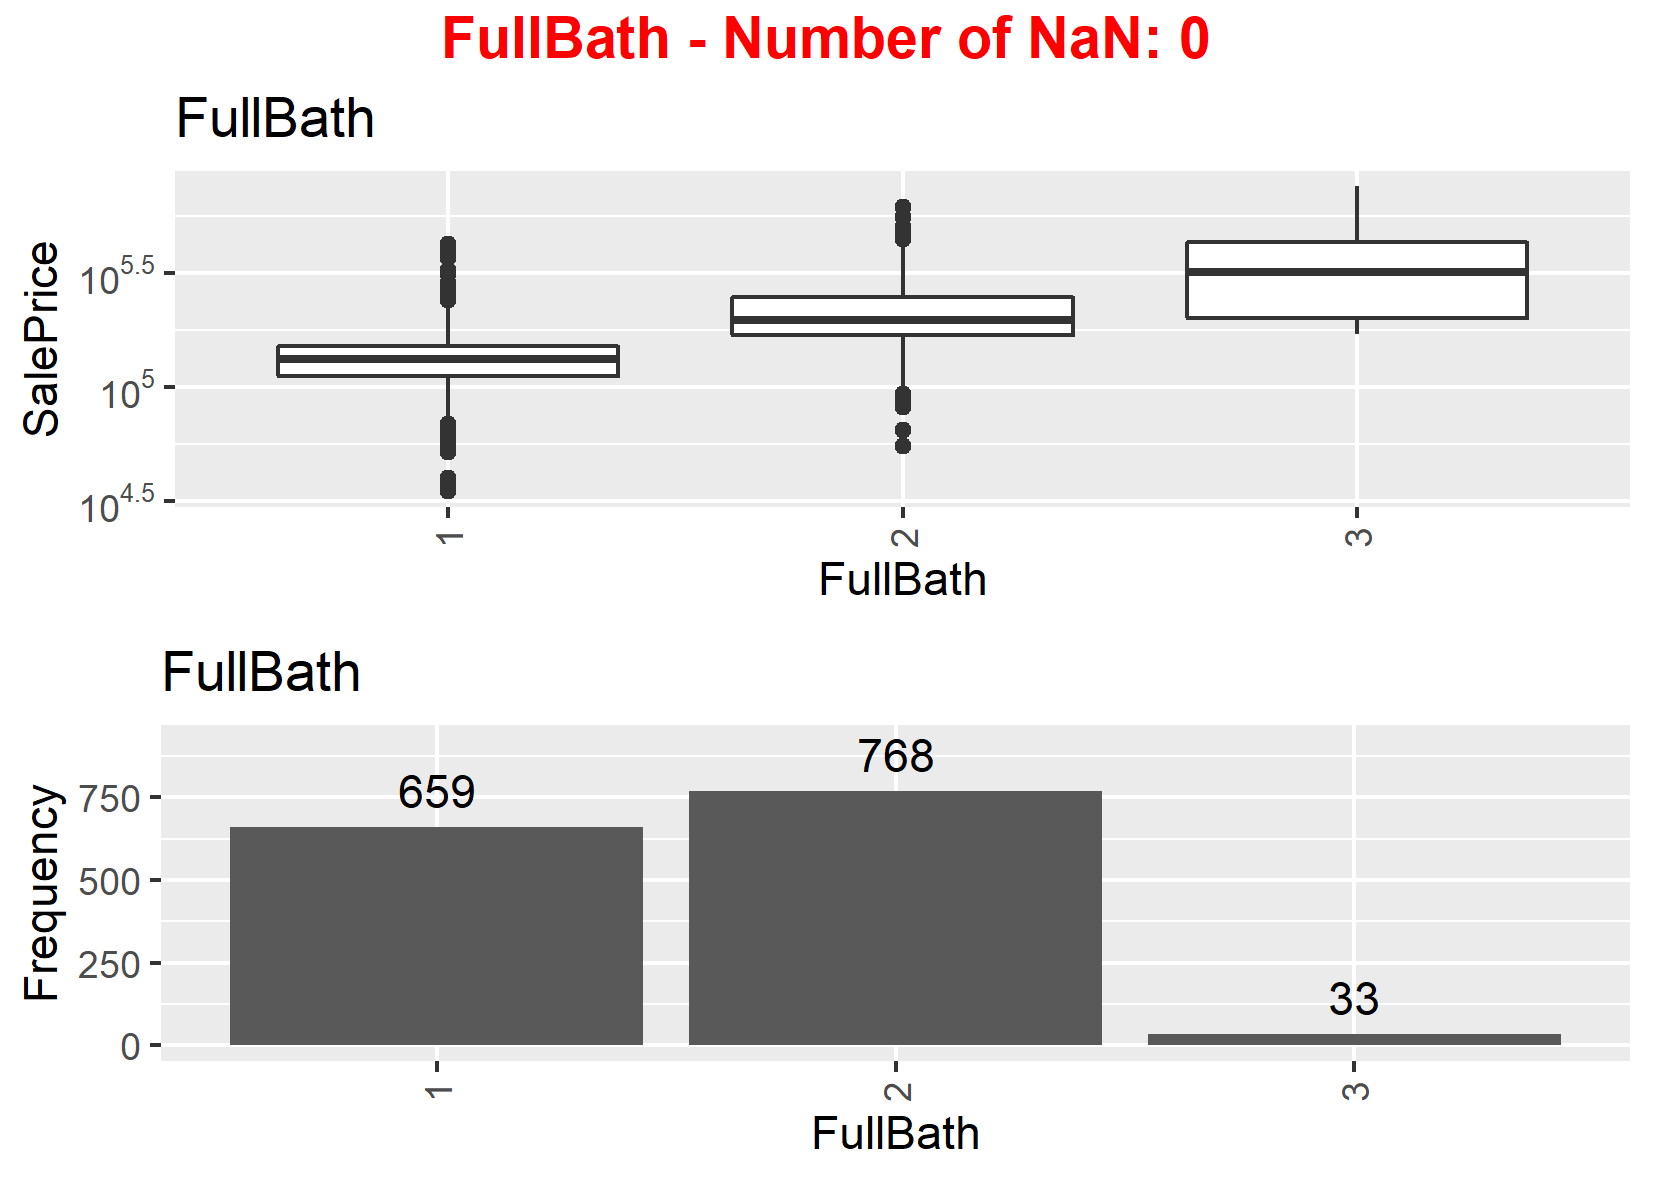 FullBath - Number of NaN: 0
FullBath
SalePrice
10^5.5
10^5
10^4.5
1 2 3
FullBath
FullBath
Frequency
750
500
250
0
659 768 33
1 2 3
FullBath